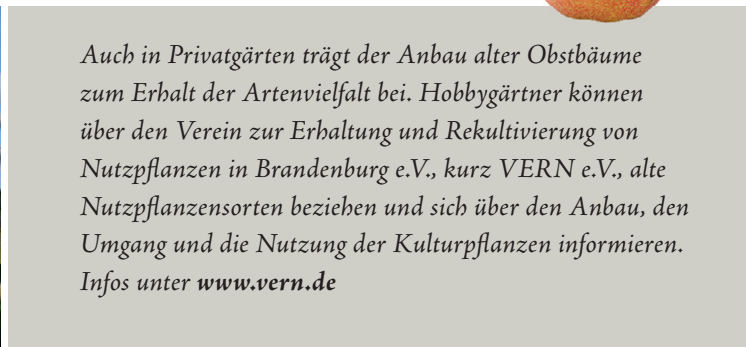 Auch in Privatgärten trägt der Anbau alter Obstbäume
zum Erhalt der Artenvielfalt bei. Hobbygärtner können
über den Verein zur Erhaltung und Rekultivierung von
Nutzpflanzen in Brandenburg e.V., kurz VERN e.V., alte
Nutzpflanzensorten beziehen und sich über den Anbau, den
Umgang und die Nutzung der Kulturpflanzen informieren.
Infos unter www.vern.de